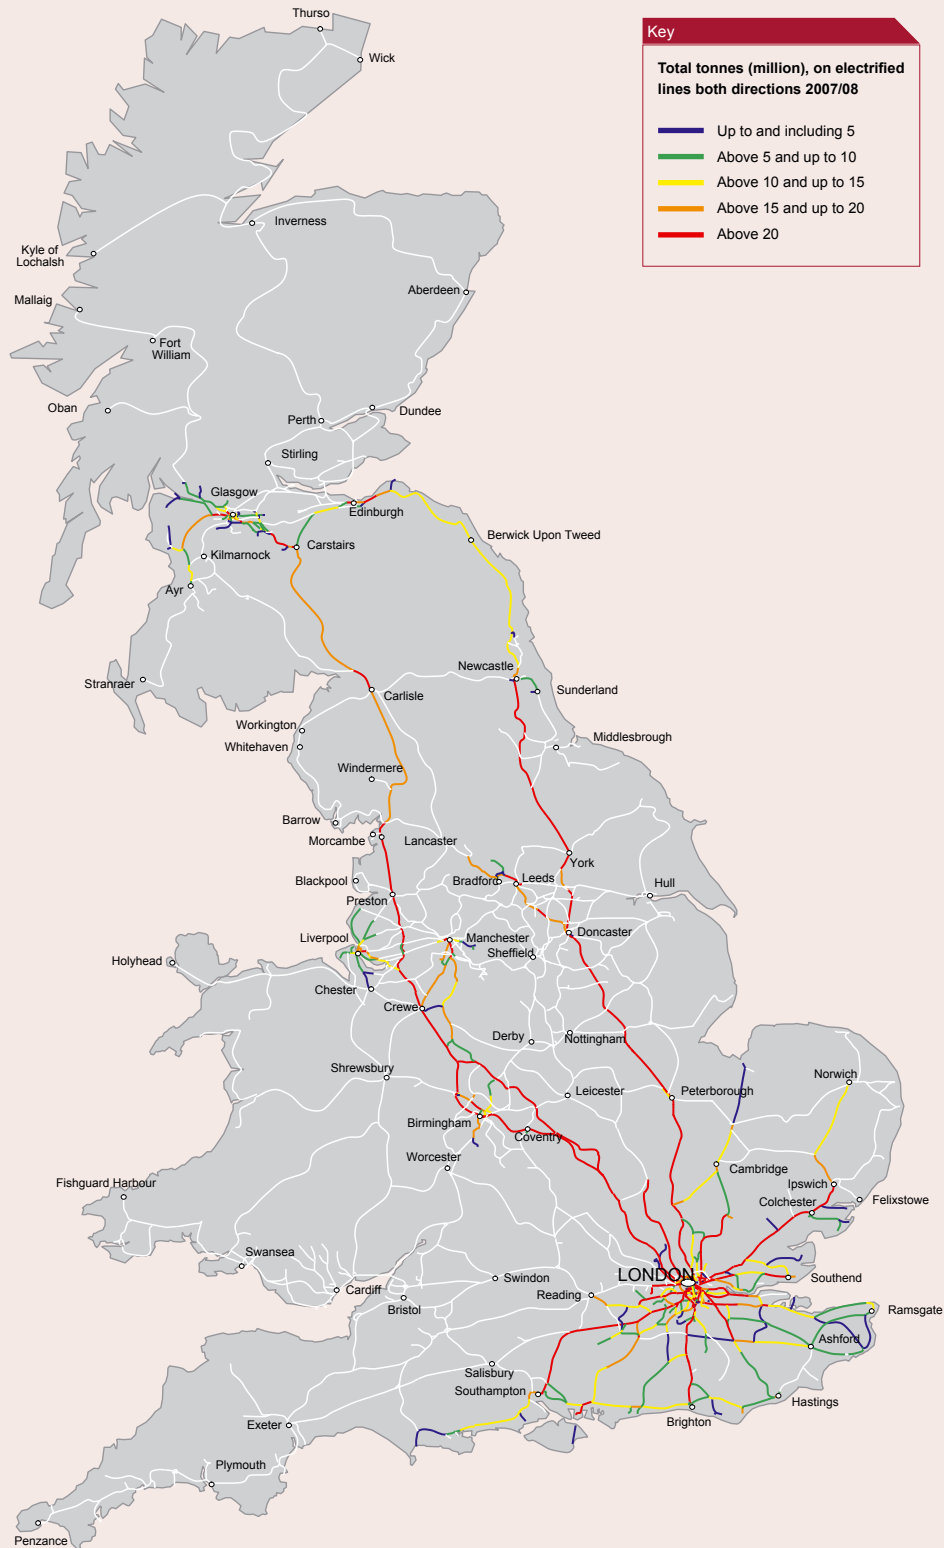 Key
Total tonnes (million), on electrified
lines both directions 2007/08
Up to and including 5
Above 5 and up to 10
Above 10 and up to 15
Above 15 and up to 20
Above 20
Thurso
Wick
Inverness
Kyle of
Lochalsh
Aberdeen
Mallaig
Fort
William
Oban
Dundee
Perth
Stirling
Glasgow
Edinburgh
Berwick Upon Tweed
Carstairs
Kilmarnock
Ayr
Newcastle
Stranraer
Sunderland
Carlisle
Workington
Whitehaven
Middlesbrough
Windermere
Barrow
Morcambe
Lancaster
York
Blackpool
Bradford
Leeds
Hull
Preston
Liverpool
Manchester
Doncaster
Sheffield
Holyhead
Chester
Crewe
Derby
Nottingham
Shrewsbury
Leicester
Peterborough
Norwich
Birmingham
Coventry
Worcester
Cambridge
Ipswich
Fishguard Harbour
Colchester
Felixstowe
Swansea
LONDON
Southend
Swindon
Cardiff
Reading
Bristol
Ramsgate
Ashford
Salisbury
Southampton
Hastings
Brighton
Exeter
Plymouth
Penzance